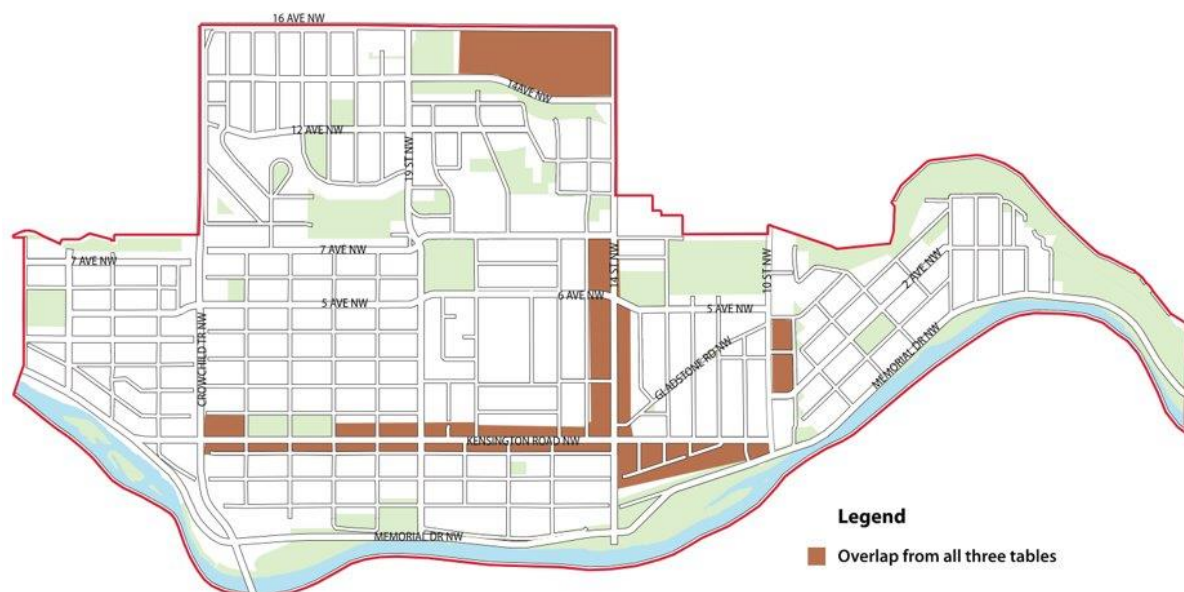 16 AVE NW
14AVE NW
12 AVE NW
19 ST NW
7 AVE NW
7 AVE NW
14 ST NW
10 ST NW
2 AVE NW
6 AVE NW
5 AVE NW
5 AVE NW
CROWCHILD TR NW
GLADSTONE RD NW
MEMORIAL DR NW
KENSINGTON ROAD NW
MEMORIAL DR NW
Legend
Overlap from all three tables